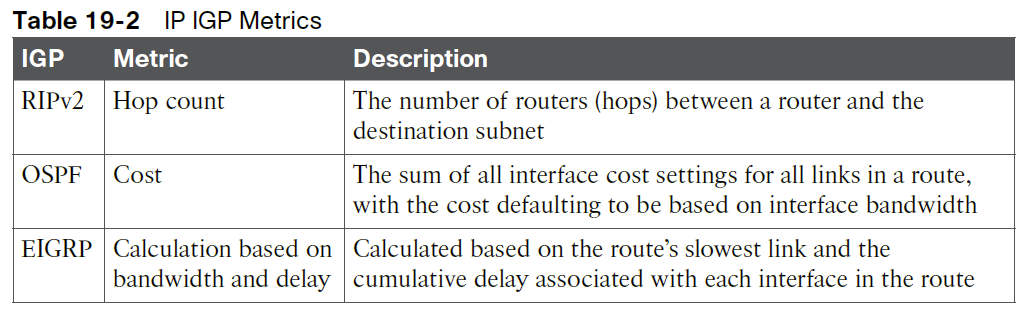 Table 19-2 IP IGP Metrics
IGP Metric Description
RIPv2 Hop count The number of routers (hops) between a router and the
destination subnet
OSPF Cost The sum of all interface cost settings for all links in a route,
with the cost defaulting to be based on interface bandwidth
EIGRP Calculation based on Calculated based on the route’s slowest link and the
bandwidth and delay cumulative delay associated with each interface in the route